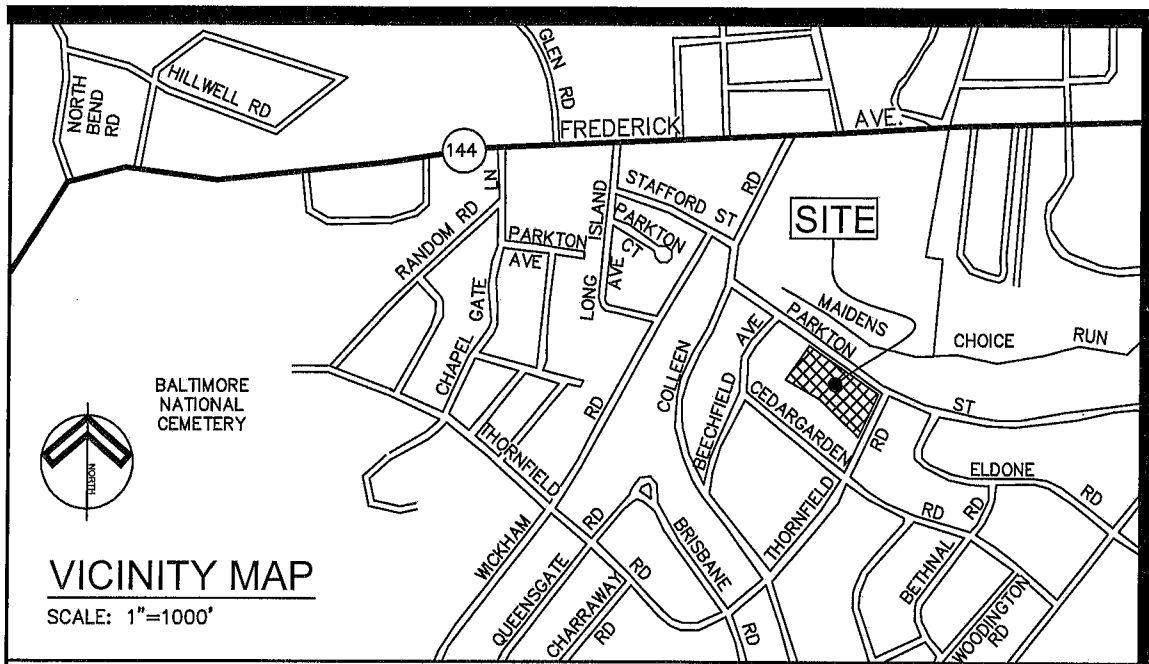 GLEN RD
HILLWELL RD
NORTH
BEND
RD
FREDERICK AVE.
144
LN
STAFFORD ST
RD
RANDOM RD
PARKTON
AVE
LONG ISLAND
AVE
PARKTON
CT
SITE
CHAPEL GATE
MAIDENS CHOICE RUN
PARKTON ST
COLLEEN
BEECHFIELD AVE
BALTIMORE
NATIONAL
CEMETERY
CEDARGARDEN
RD
THORNFIELD
RD
WICKHAM RD
ELDONE RD
NORTH
THORNFIELD RD
QUEENSGATE RD
BRISBANE
RD
CHARRAWAY
RD
BETHNAL RD
WOODINGTON
RD
VICINITY MAP
SCALE: 1"=1000'